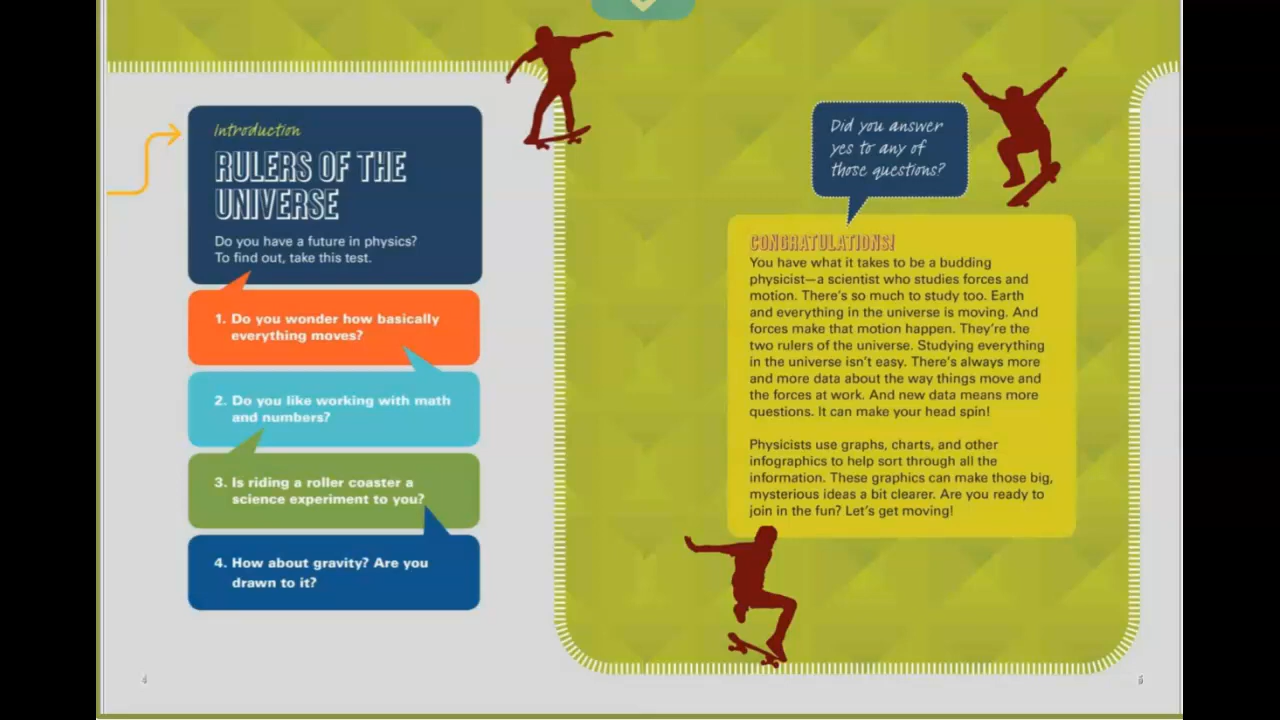 Introduction
RULERS OF THE
UNIVERSE
Do you have a future in physics?
To find out, take this test.
1. Do you wonder how basically
everything moves?
2. Do you like working with math
and numbers?
3. Is riding a roller coaster a
science experiment to you?
4. How about gravity? Are you
drawn to it?
4
Did you answer
yes to any of
those questions?
CONGRATULATIONS!
You have what it takes to be a budding
physicist—a scientist who studies forces and
motion. There's so much to study too. Earth
and everything in the universe is moving. And
forces make that motion happen. They're the
two rulers of the universe. Studying everything
in the universe isn't easy. There's always more
and more data about the way things move and
the forces at work. And new data means more
questions. It can make your head spin!
Physicists use graphs, charts, and other
infographics to help sort through all the
information. These graphics can make those big,
mysterious ideas a bit clearer. Are you ready to
join in the fun? Let's get moving!
5